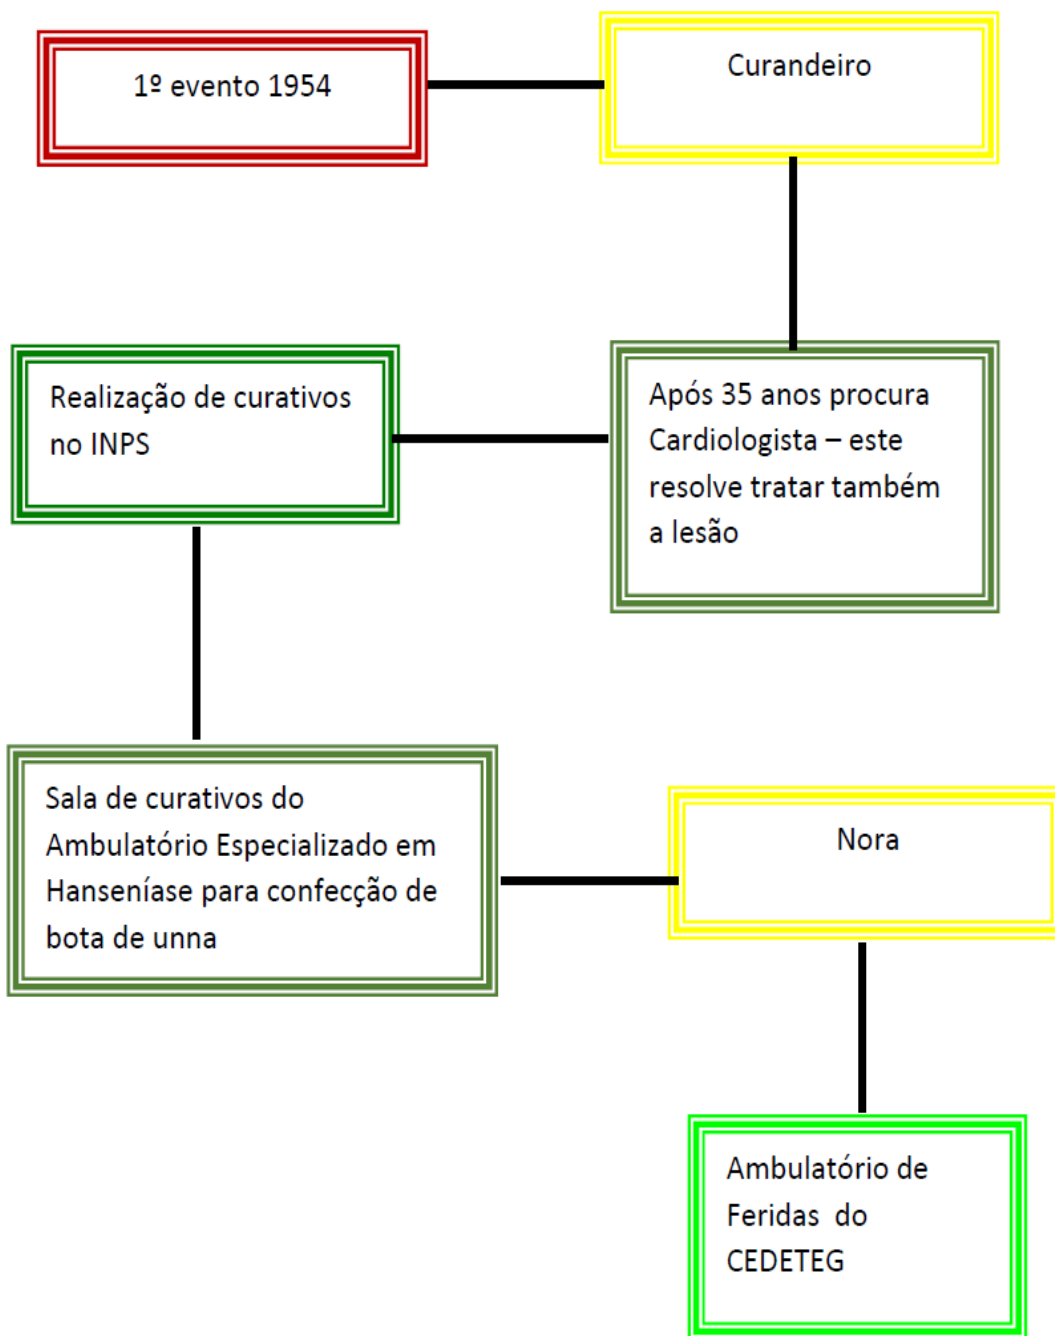 1º evento 1954
Curandeiro
Após 35 anos procura
Cardiologista – este
resolve tratar também
a lesão
Realização de curativos
no INPS
Sala de curativos do
Ambulatório Especializado em
Hanseníase para confecção de
bota de unna
Nora
Ambulatório de
Feridas do
CEDETEG